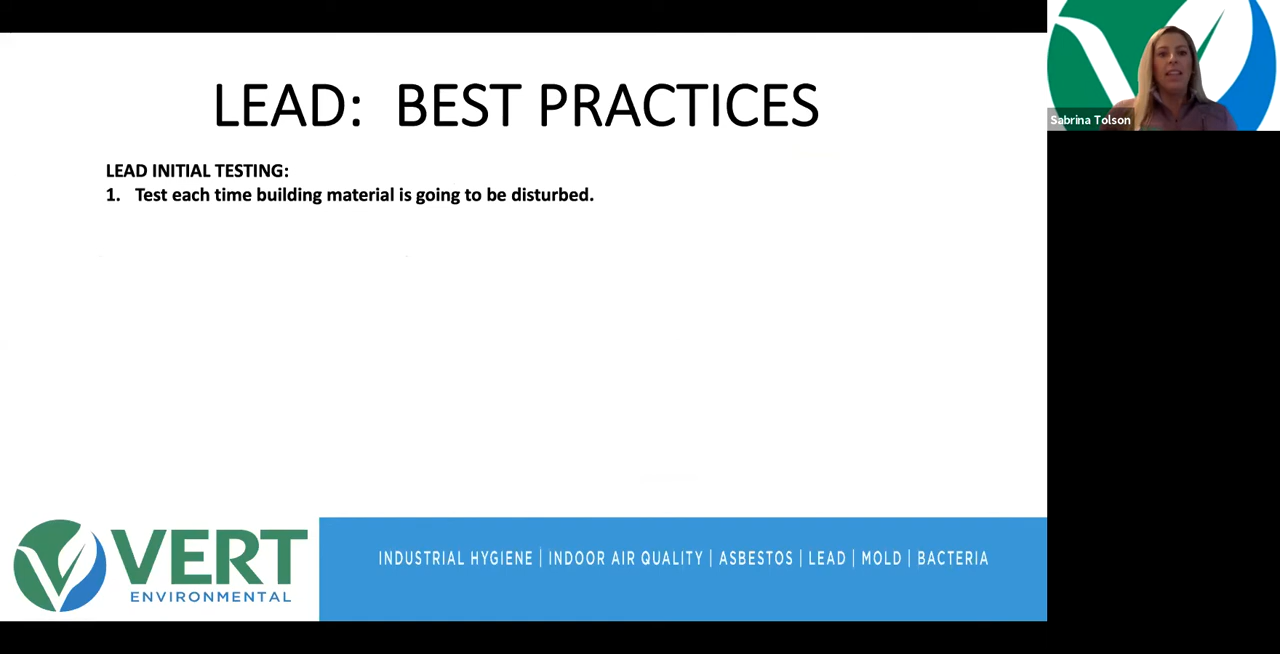 LEAD: BEST PRACTICES
LEAD INITIAL TESTING:
1. Test each time building material is going to be disturbed.
Sabrina Tolson
VERT
ENVIRONMENTAL
INDUSTRIAL HYGIENE | INDOOR AIR QUALITY | ASBESTOS | LEAD | MOLD | BACTERIA